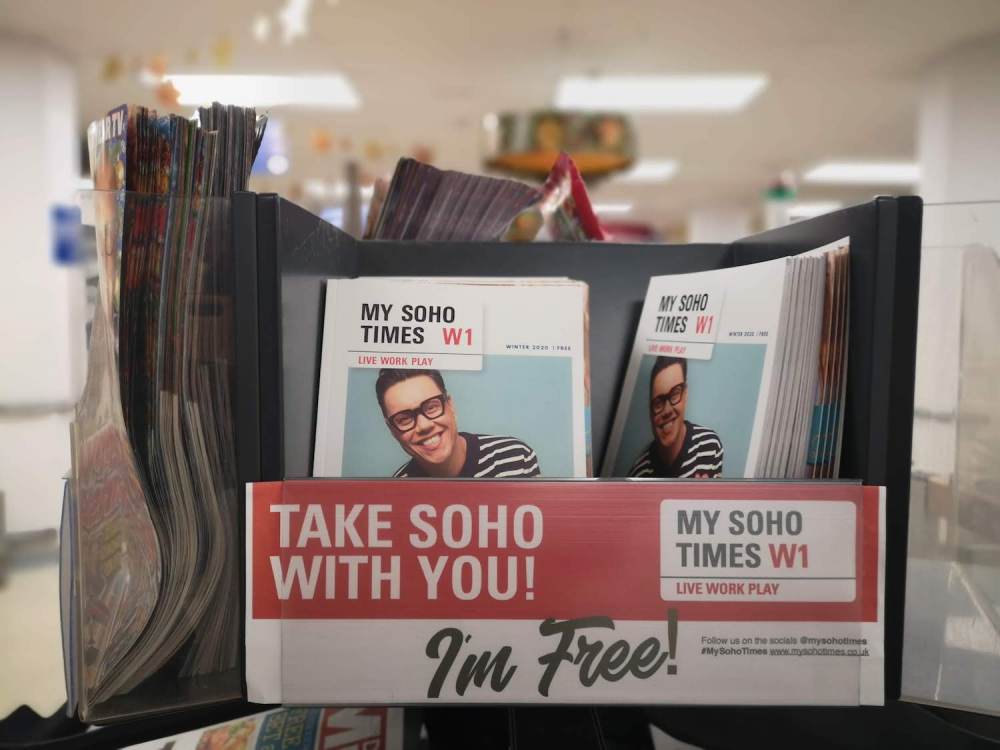 MY SOHO
TIMES W1
LIVE WORK PLAY
WINTER 2020 | FREE
MY SOHO
TIMES W1
LIVE WORK PLAY
WINTER 2020 | FREE
TAKE SOHO
WITH YOU!
MY SOHO
TIMES W1
LIVE WORK PLAY
I'm Free!
Follow us on the socials @mysohotimes
#MySohoTimes www.mysohotimes.co.uk